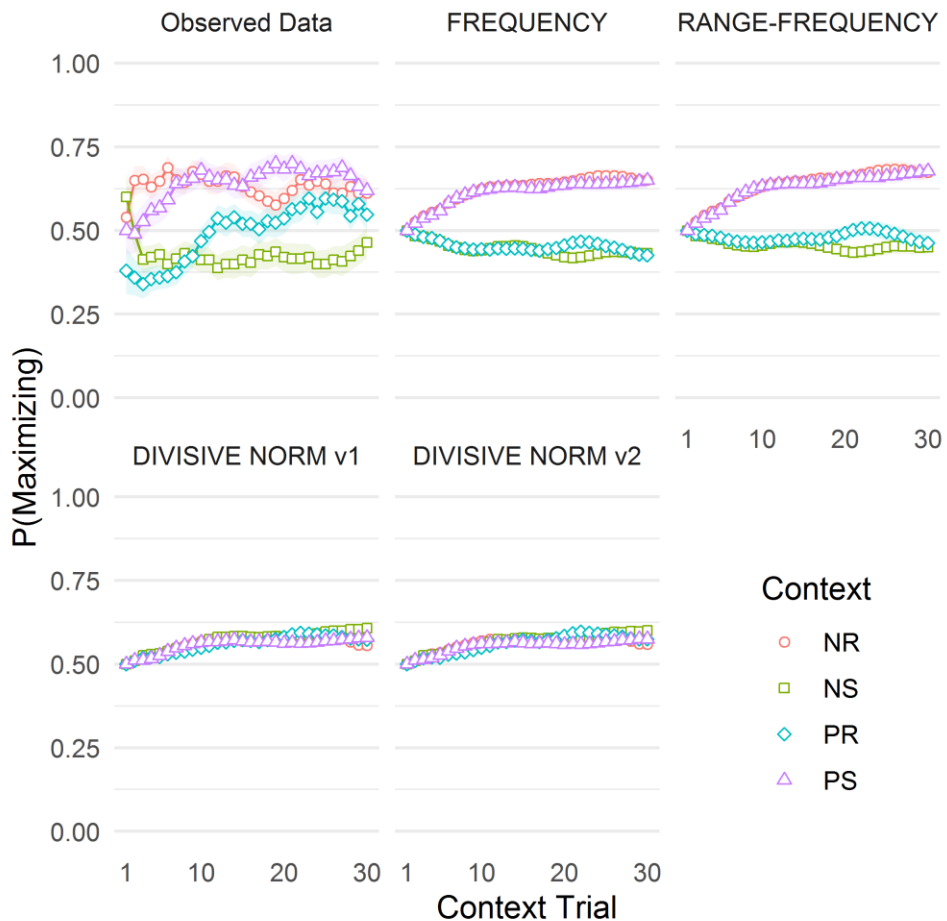 Observed Data
FREQUENCY
RANGE-FREQUENCY
1.00
0.75
0.50
0.25
0.00
1 10 20 30
DIVISIVE NORM v1
DIVISIVE NORM v2
1.00
0.75
0.50
0.25
0.00
1 10 20 30
1 10 20 30
P(Maximizing)
Context Trial
Context
NR
NS
PR
PS